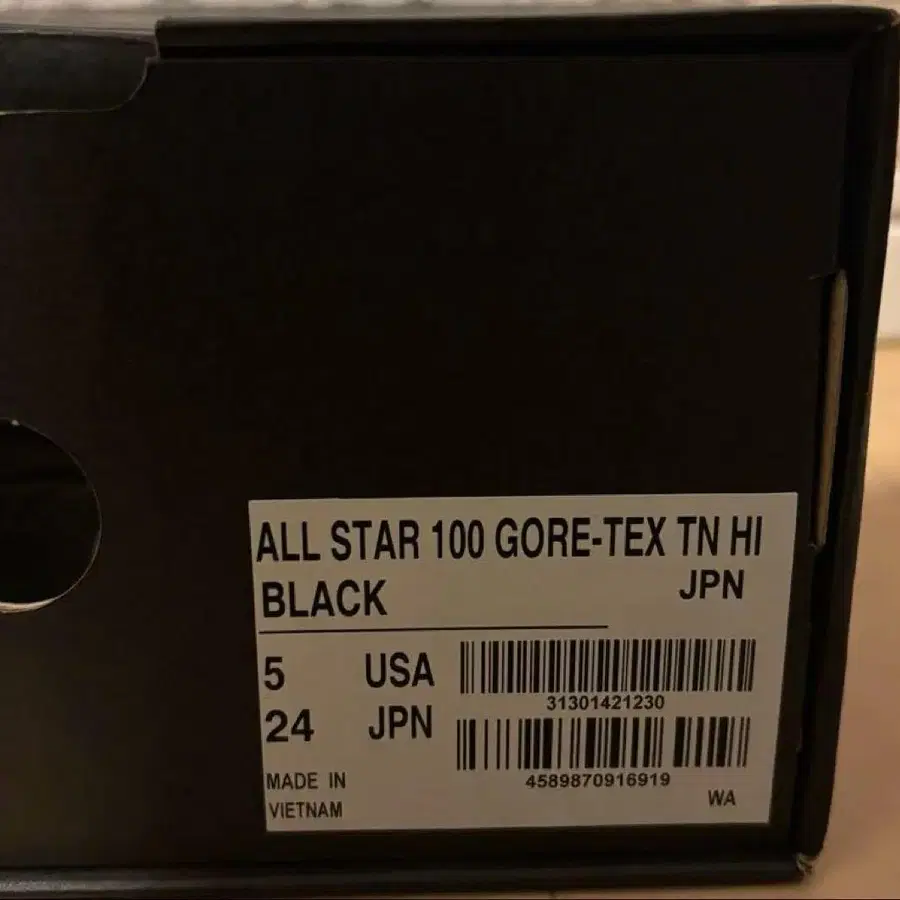 ALL STAR 100 GORE-TEX TN HI
BLACK JPN
5 USA
31301421230
24 JPN
4589870916919
MADE IN
VIETNAM
WA